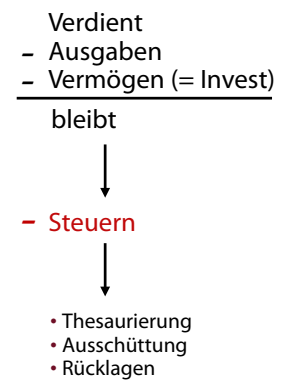 Verdient
– Ausgaben
– Vermögen (= Invest)
bleibt
– Steuern
• Thesaurierung
• Ausschüttung
• Rücklagen